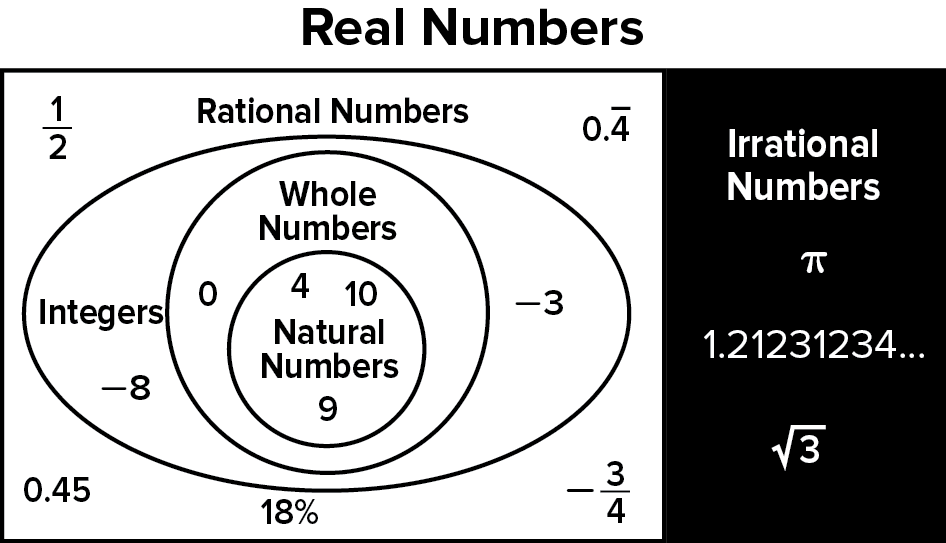 Real Numbers
1/2
Rational Numbers
0.4̅
Whole
Numbers
0
4
10
Integers
−3
Natural
Numbers
−8
9
0.45
18%
−3/4
Irrational
Numbers
π
1.21231234...
√3